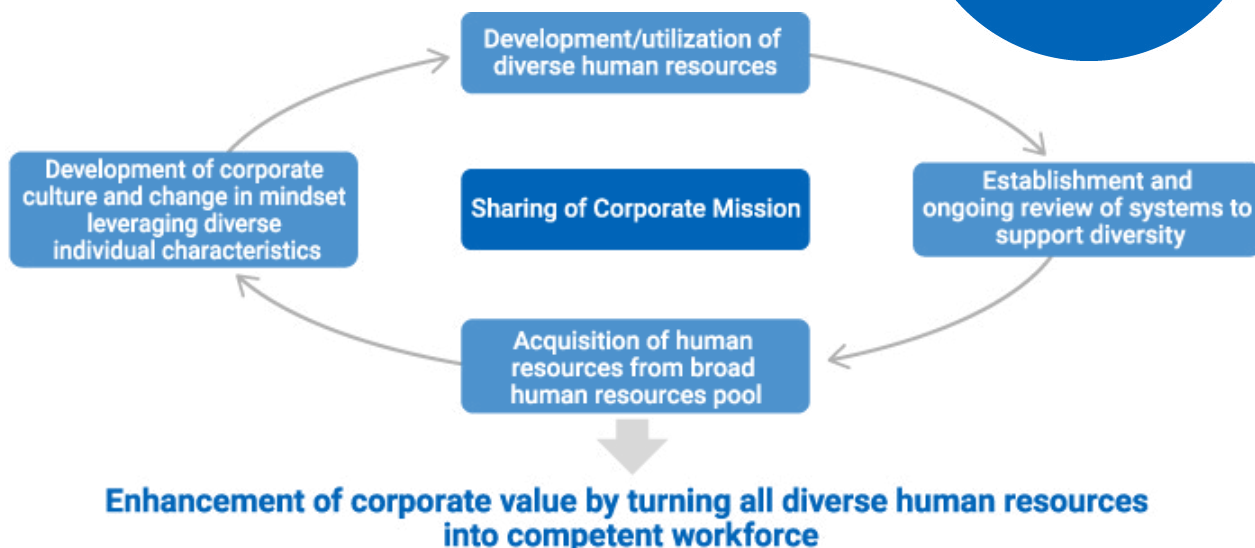 Development/utilization of
diverse human resources
Development of corporate
culture and change in mindset
leveraging diverse
individual characteristics
Sharing of Corporate Mission
Establishment and
ongoing review of systems to
support diversity
Acquisition of human
resources from broad
human resources pool
Enhancement of corporate value by turning all diverse human resources
into competent workforce